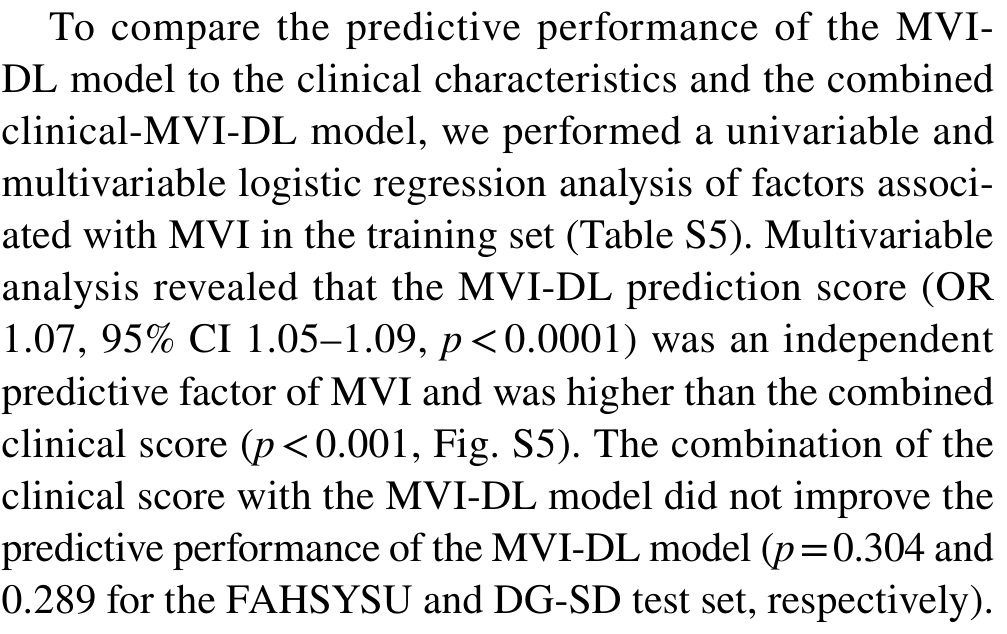 To compare the predictive performance of the MVI-
DL model to the clinical characteristics and the combined
clinical-MVI-DL model, we performed a univariable and
multivariable logistic regression analysis of factors associ-
ated with MVI in the training set (Table S5). Multivariable
analysis revealed that the MVI-DL prediction score (OR
1.07, 95% CI 1.05–1.09, p < 0.0001) was an independent
predictive factor of MVI and was higher than the combined
clinical score (p < 0.001, Fig. S5). The combination of the
clinical score with the MVI-DL model did not improve the
predictive performance of the MVI-DL model (p = 0.304 and
0.289 for the FAHSYSU and DG-SD test set, respectively).